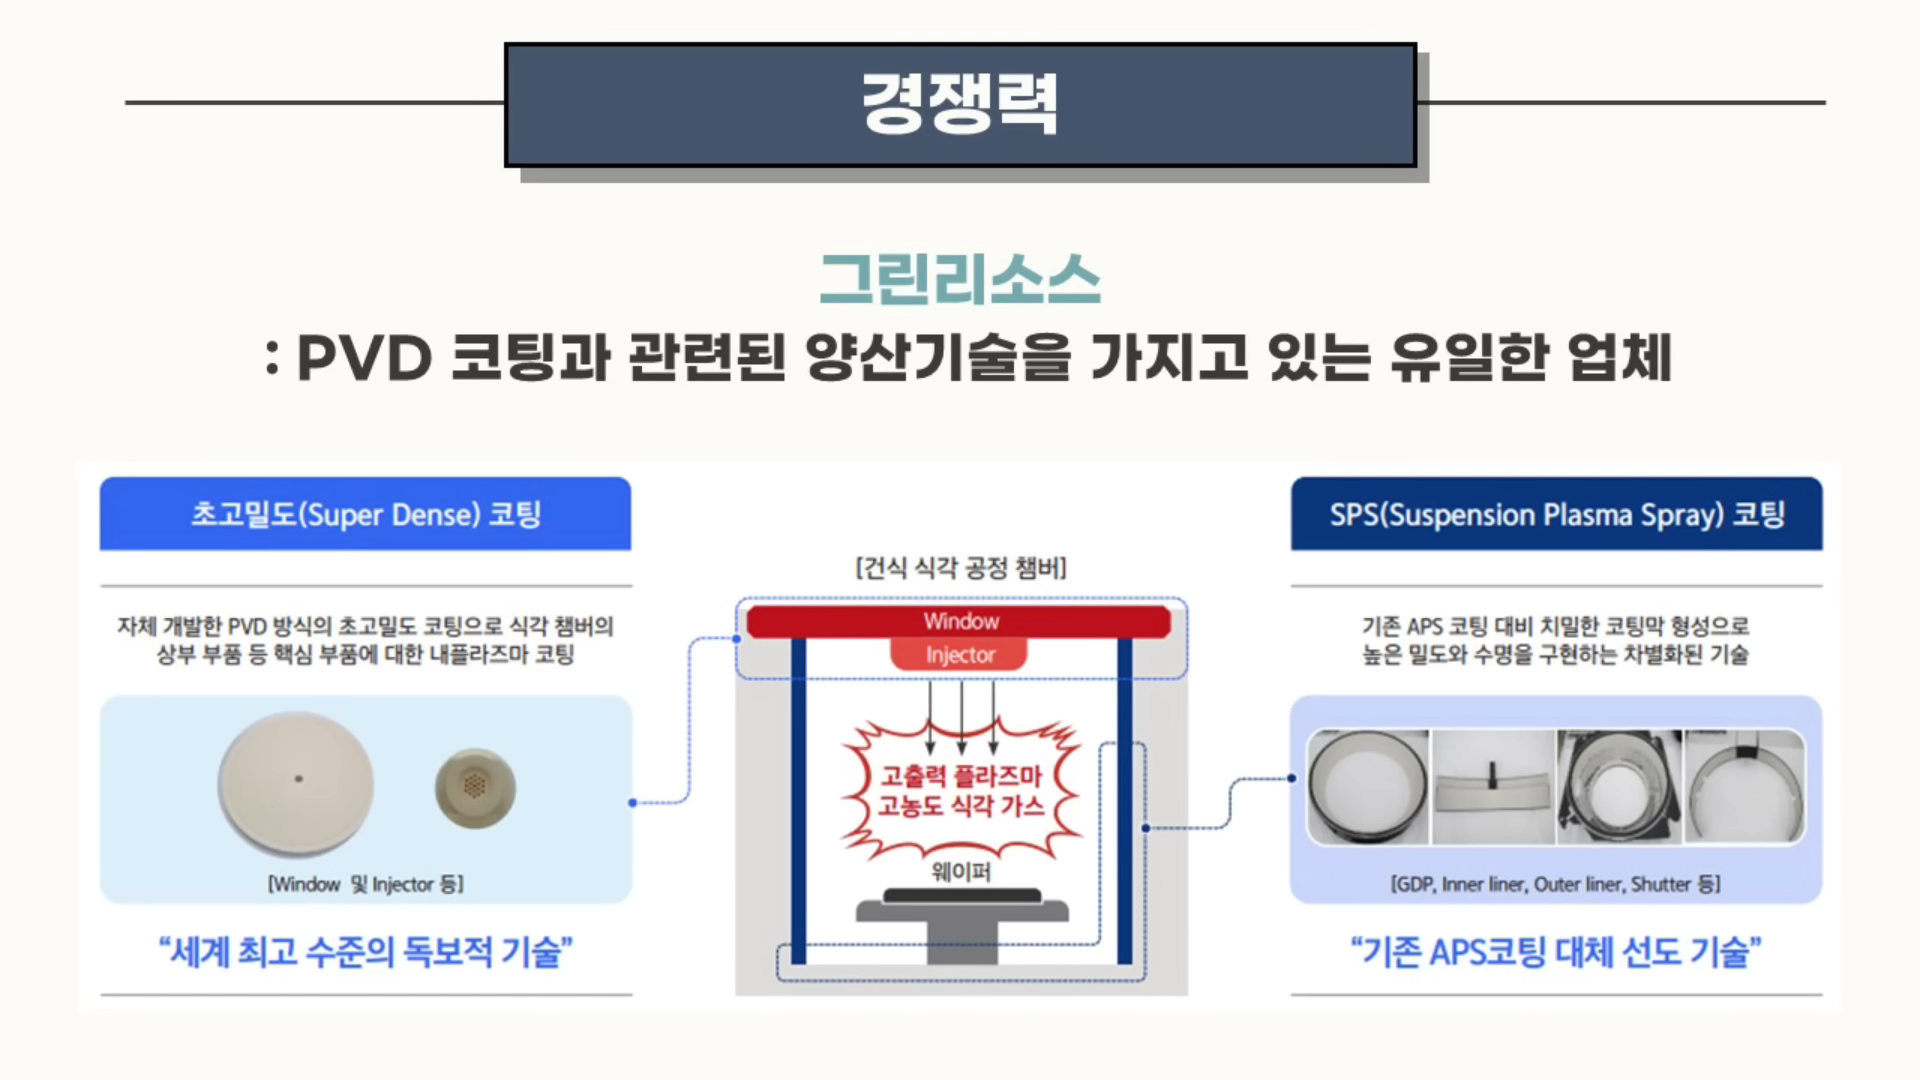 경쟁력
그린리소스
: PVD 코팅과 관련된 양산기술을 가지고 있는 유일한 업체
초고밀도(Super Dense) 코팅
자체 개발한 PVD 방식의 초고밀도 코팅으로 식각 챔버의
상부 부품 등 핵심 부품에 대한 내플라즈마 코팅
[Window 및 Injector 등]
“세계 최고 수준의 독보적 기술”
[건식 식각 공정 챔버]
Window
Injector
고출력 플라즈마
고농도 식각 가스
웨이퍼
SPS(Suspension Plasma Spray) 코팅
기존 APS 코팅 대비 치밀한 코팅막 형성으로
높은 밀도와 수명을 구현하는 차별화된 기술
[GDP, Inner liner, Outer liner, Shutter 등]
“기존 APS코팅 대체 선도 기술”